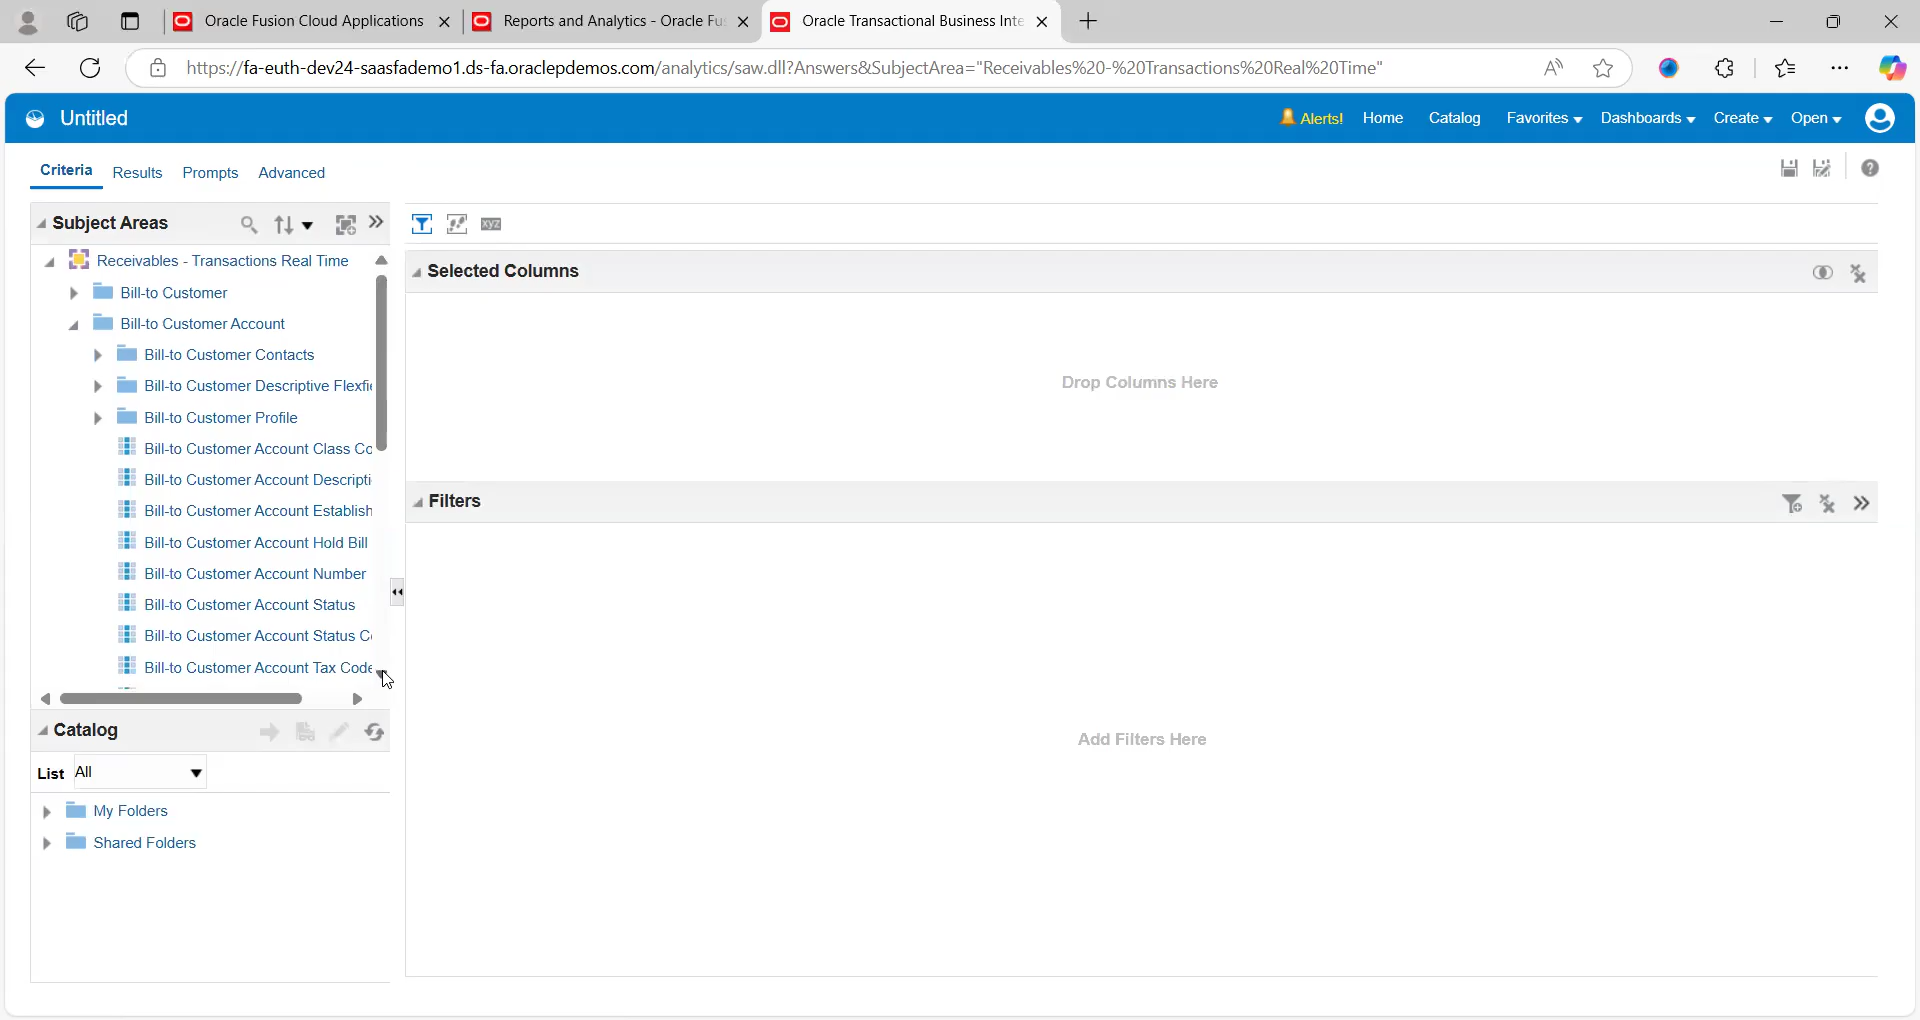 Oracle Fusion Cloud Applications
Reports and Analytics - Oracle Fu
Oracle Transactional Business Inte
https://fa-euth-dev24-saasfademo1.ds-fa.oraclepdemos.com/analytics/saw.dll?Answers&SubjectArea="Receivables%20-%20Transactions%20Real%20Time"
Untitled
Alerts! Home Catalog Favorites Dashboards Create Open
Criteria Results Prompts Advanced
Subject Areas
xyz
Receivables - Transactions Real Time
Selected Columns
Bill-to Customer
Bill-to Customer Account
Bill-to Customer Contacts
Bill-to Customer Descriptive Flexfi
Drop Columns Here
Bill-to Customer Profile
Bill-to Customer Account Class Co
Bill-to Customer Account Descripti
Filters
Bill-to Customer Account Establish
Bill-to Customer Account Hold Bill
Bill-to Customer Account Number
Bill-to Customer Account Status
Bill-to Customer Account Status C
Bill-to Customer Account Tax Code
Catalog
Add Filters Here
List All
My Folders
Shared Folders